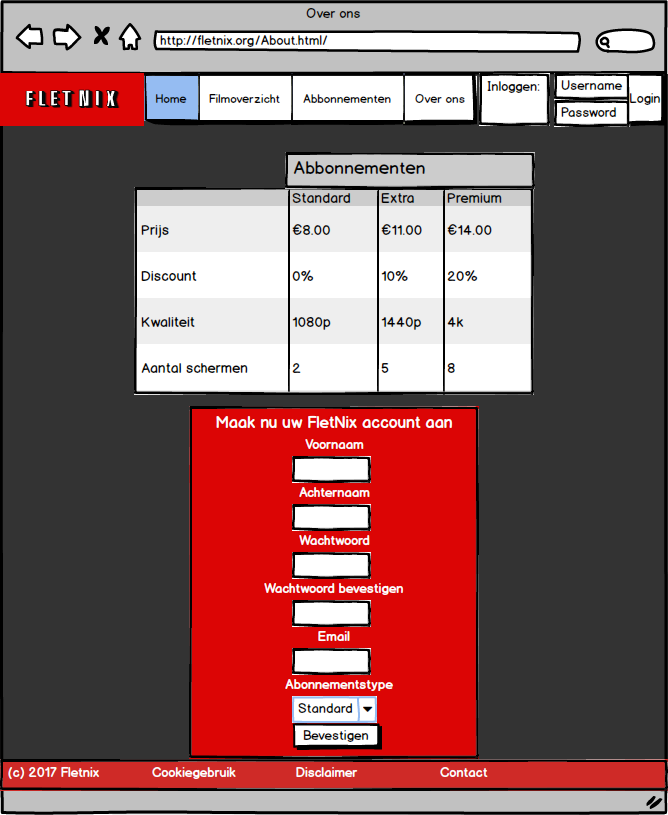 Over ons
http://fletnix.org/About.html/
FLETNIX
Home Filmoverzicht Abbonnementen Over ons Inloggen: Username Login
Password
Abbonnementen
Standard Extra Premium
Prijs €8.00 €11.00 €14.00
Discount 0% 10% 20%
Kwaliteit 1080p 1440p 4k
Aantal schermen 2 5 8
Maak nu uw FletNix account aan
Voornaam
Achternaam
Wachtwoord
Wachtwoord bevestigen
Email
Abonnementstype
Standard
Bevestigen
(c) 2017 Fletnix Cookiegebruik Disclaimer Contact